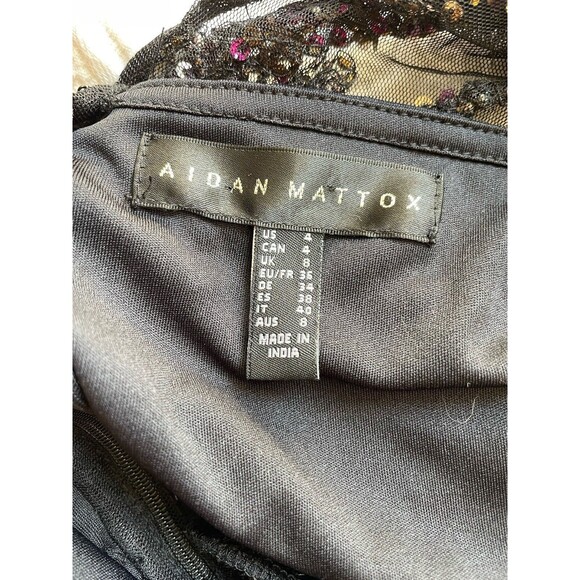 AIDAN MATTOX
US 4
CAN 4
UK 8
EU/FR 36
DE 34
ES 38
IT 40
AUS 8
MADE IN
INDIA